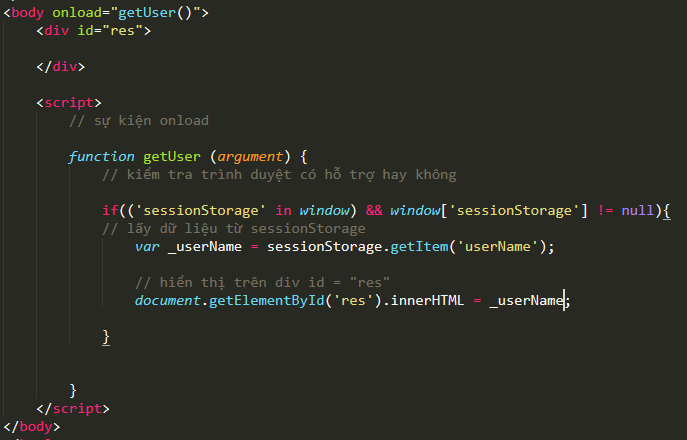 <body onload="getUser()">
<div id="res">
</div>
<script>
// sự kiện onload
function getUser (argument) {
// kiểm tra trình duyệt có hỗ trợ hay không
if(('sessionStorage' in window) && window['sessionStorage'] != null){
// lấy dữ liệu từ sessionStorage
var _userName = sessionStorage.getItem('userName');
// hiển thị trên div id = "res"
document.getElementById('res').innerHTML = _userName;
}
}
</script>
</body>